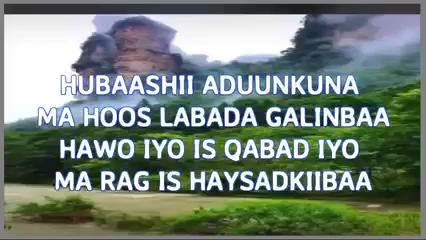 HUBAASHII ADUUNKUNA
MA HOOS LABADA GALINBAA
HAWO IYO IS QABAD IYO
MA RAG IS HAYSADKIIBAA